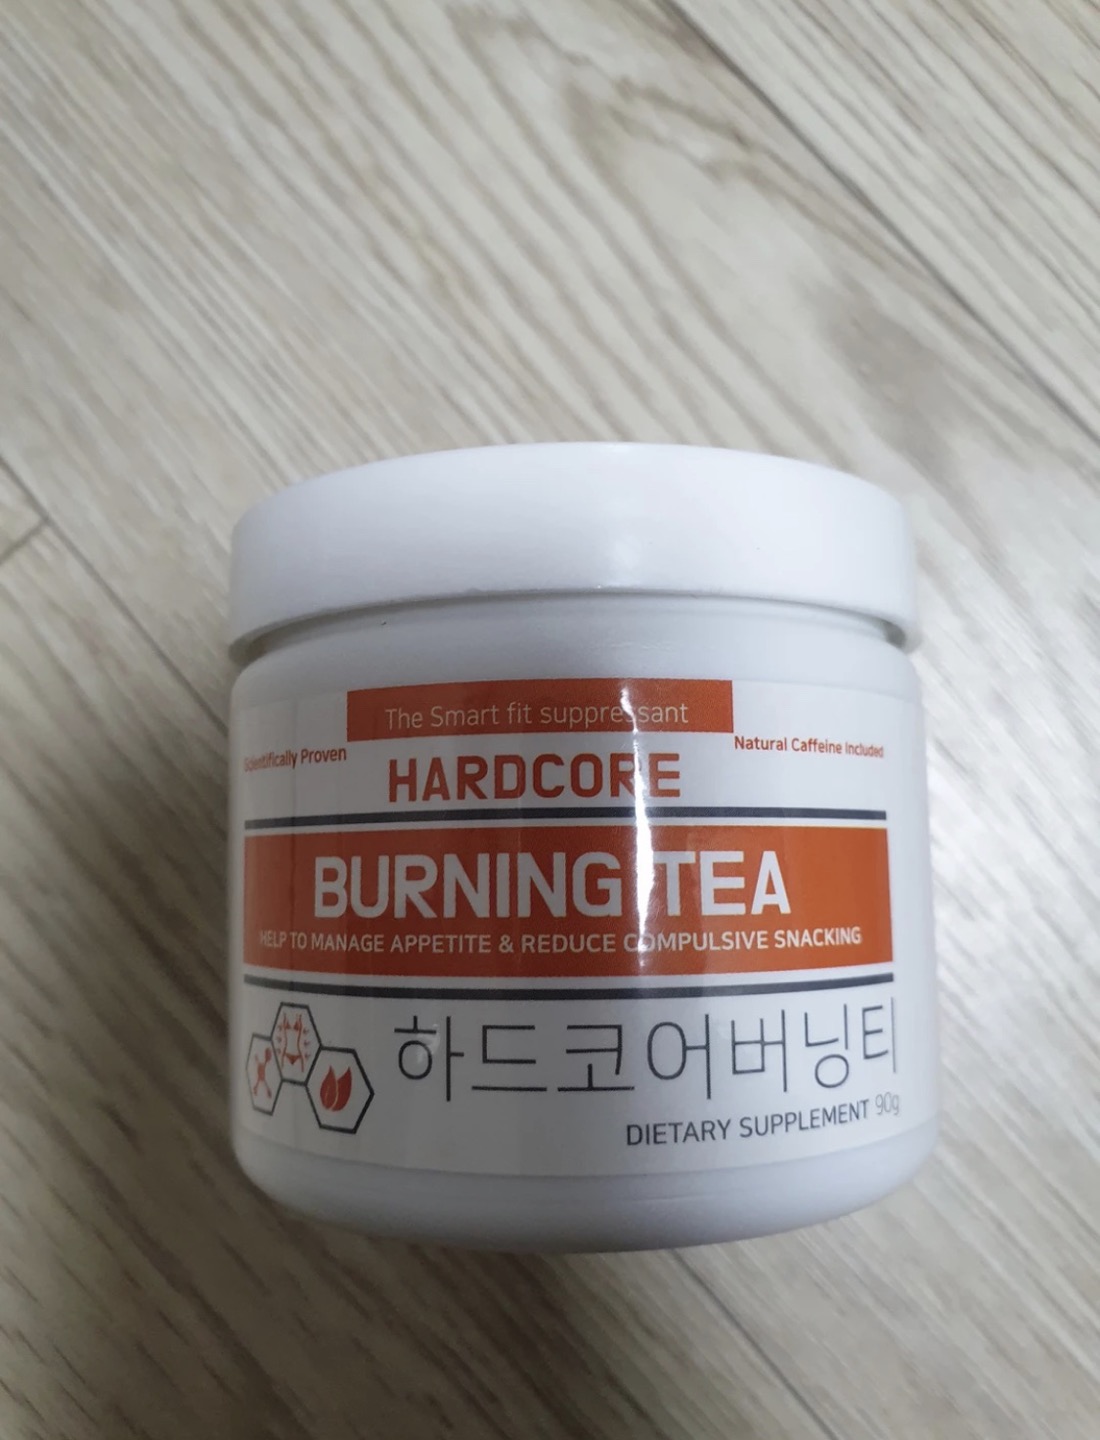 The Smart fit suppressant
Scientifically Proven
Natural Caffeine Included
HARDCORE
BURNING TEA
HELP TO MANAGE APPETITE & REDUCE COMPULSIVE SNACKING
하드코어버닝티
DIETARY SUPPLEMENT 90g